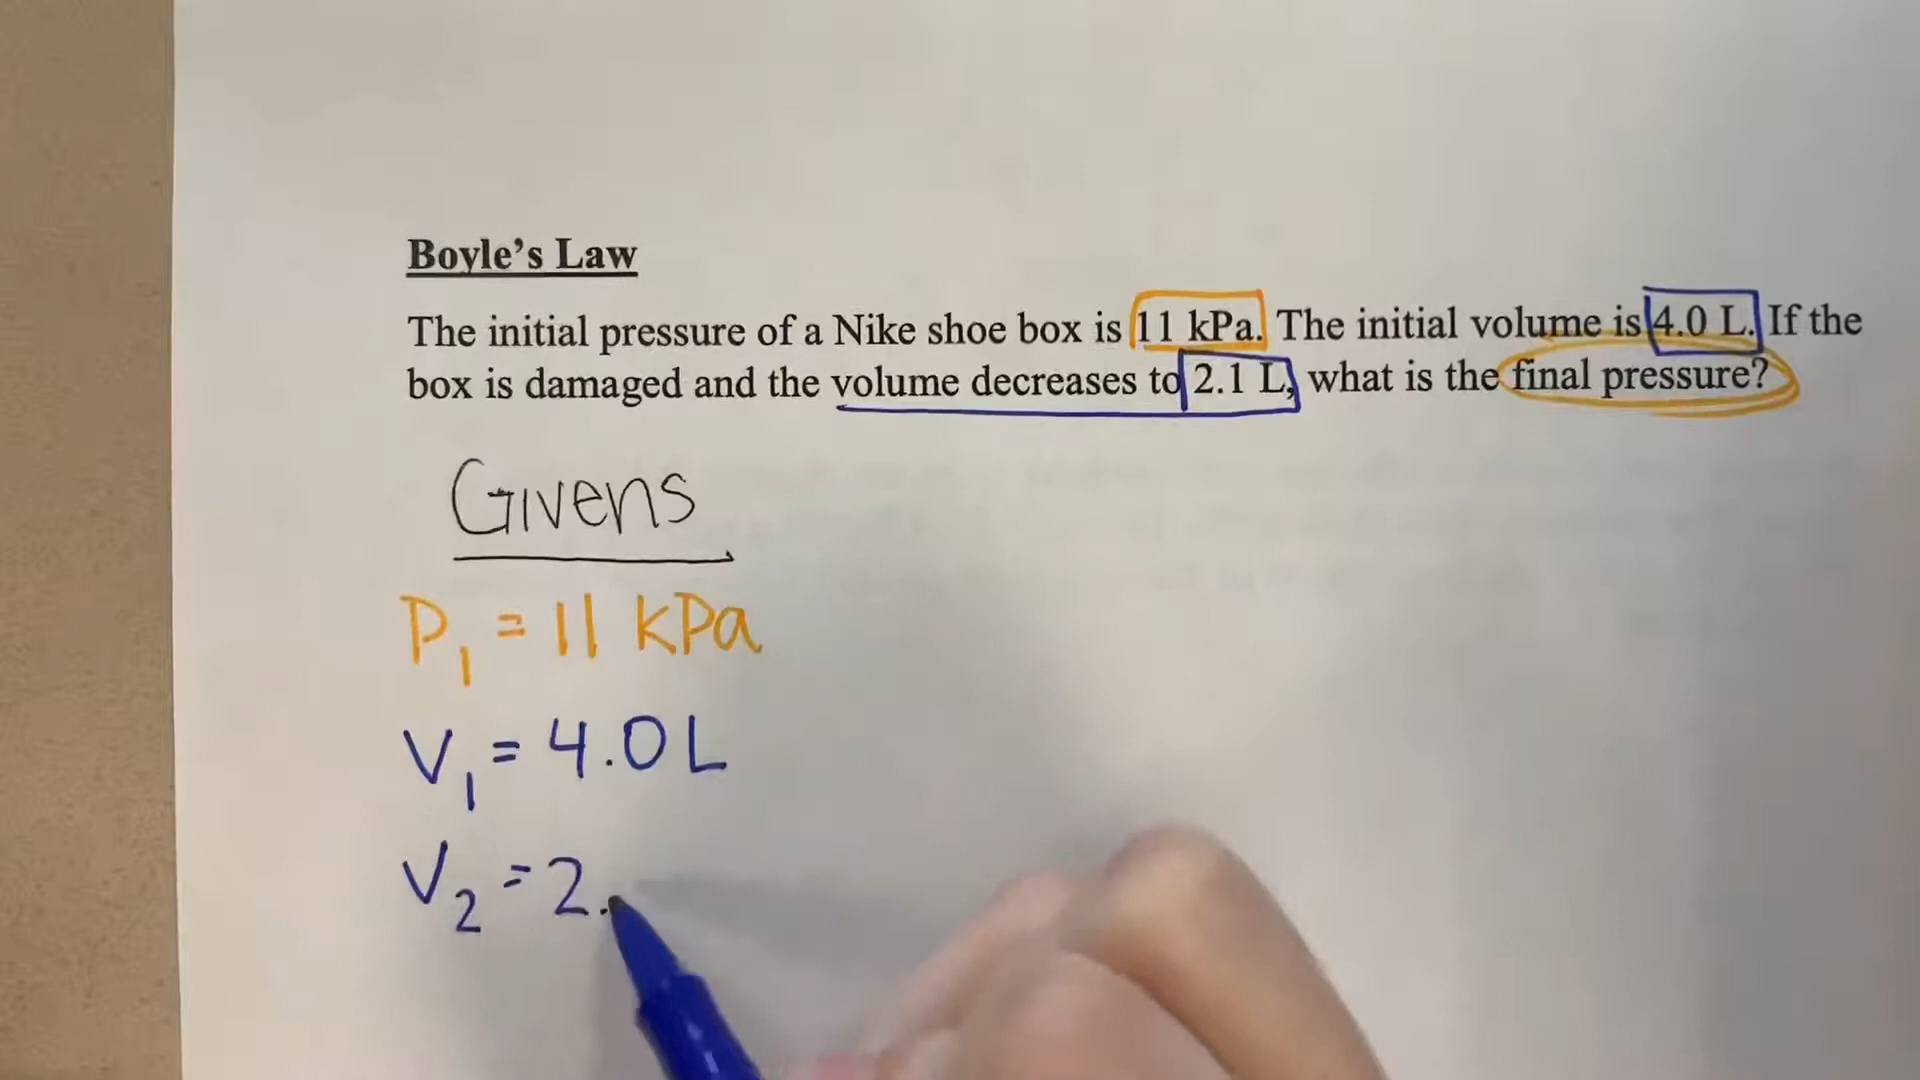 Boyle’s Law
The initial pressure of a Nike shoe box is 11 kPa. The initial volume is 4.0 L. If the
box is damaged and the volume decreases to 2.1 L, what is the final pressure?
Givens
P₁ = 11 kPa
V₁ = 4.0 L
V₂ = 2.